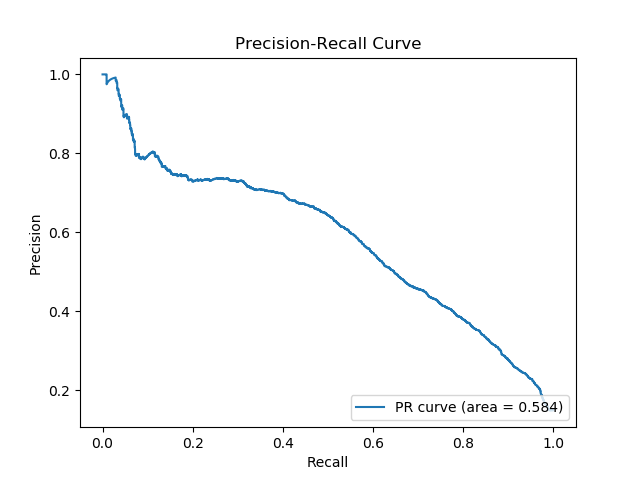 Precision-Recall Curve
1.0
0.8
0.6
0.4
0.2
Precision
PR curve (area = 0.584)
0.0 0.2 0.4 0.6 0.8 1.0
Recall